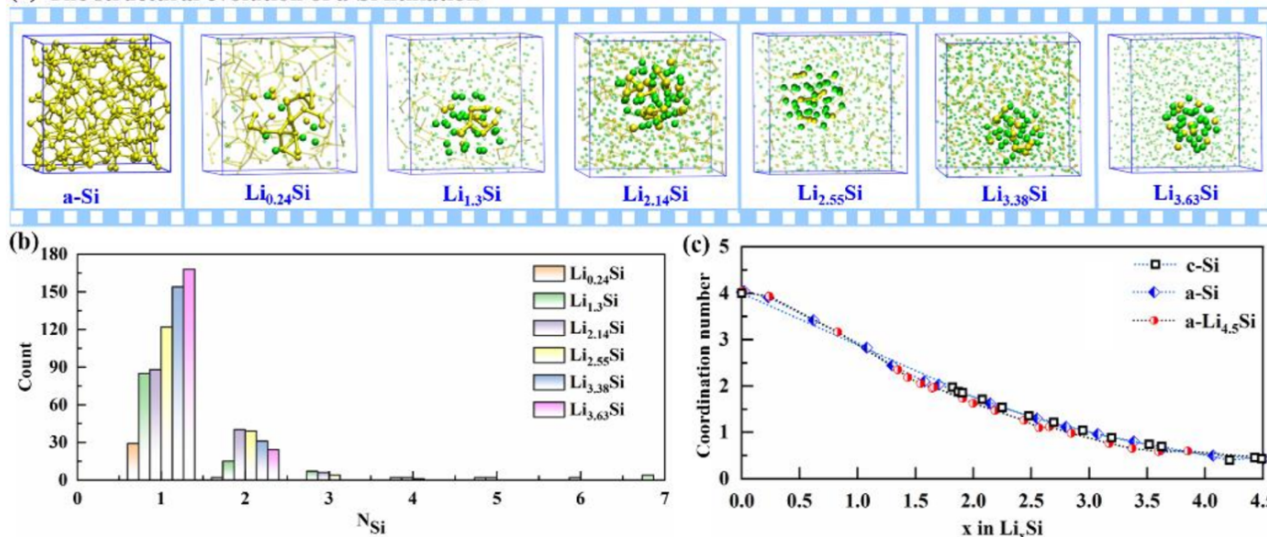 a-Si
Li0.24Si
Li1.3Si
Li2.14Si
Li2.55Si
Li3.38Si
Li3.63Si
(b)
180
150
120
90
60
30
0
Count
1
2
3
4
5
6
7
NSi
Li0.24Si
Li1.3Si
Li2.14Si
Li2.55Si
Li3.38Si
Li3.63Si
(c)
5
4
3
2
1
0
Coordination number
0.0
0.5
1.0
1.5
2.0
2.5
3.0
3.5
4.0
4.5
x in LixSi
c-Si
a-Si
a-Li4.5Si